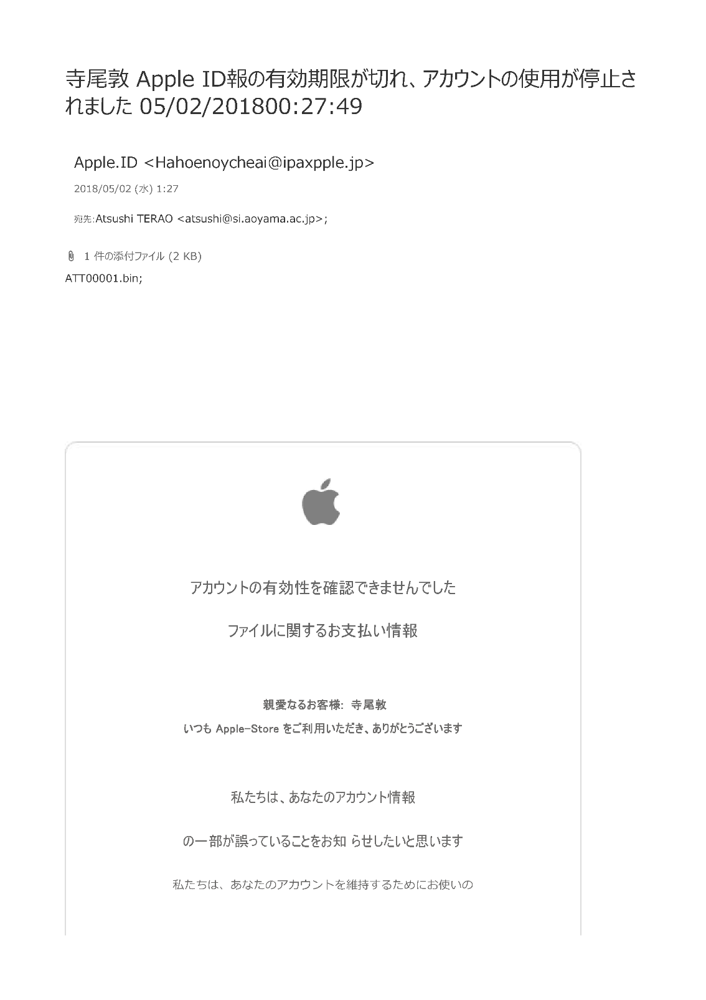 寺尾敦 Apple ID報の有効期限が切れ、アカウントの使用が停止さ
れました 05/02/201800:27:49
Apple.ID <Hahoenoycheai@ipaxpple.jp>
2018/05/02 (水) 1:27
宛先:Atsushi TERAO <atsushi@si.aoyama.ac.jp>;
1 件の添付ファイル (2 KB)
ATT00001.bin;
アカウントの有効性を確認できませんでした
ファイルに関するお支払い情報
親愛なるお客様: 寺尾敦
いつも Apple-Store をご利用いただき、ありがとうございます
私たちは、あなたのアカウント情報
の一部が誤っていることをお知 らせしたいと思います
私たちは、あなたのアカウントを維持するためにお使いの